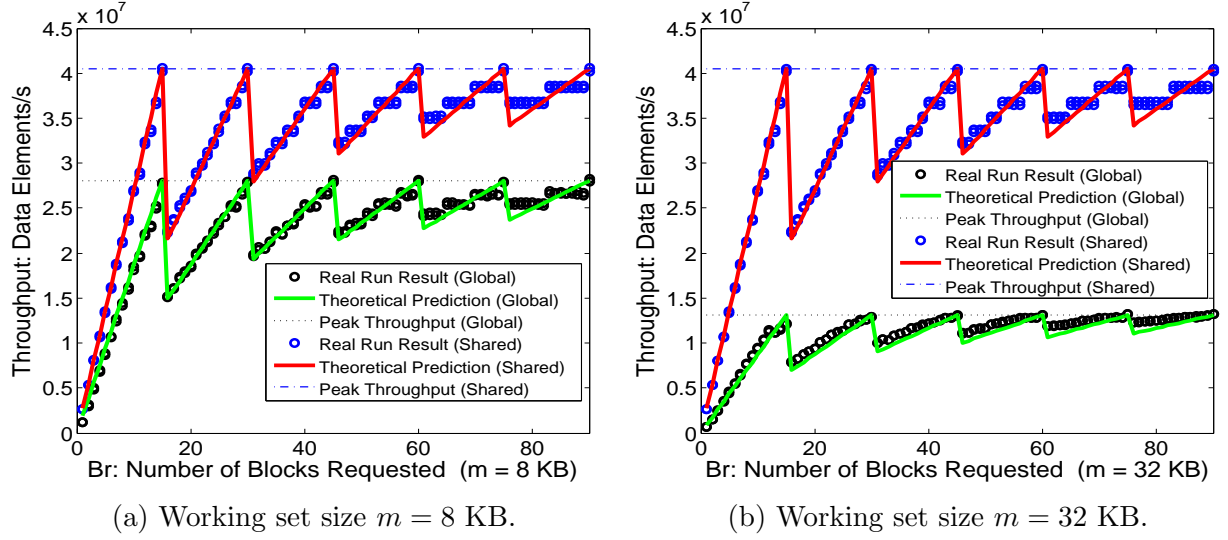 x 10⁷
4.5
4
3.5
3
2.5
2
1.5
1
0.5
0
Throughput: Data Elements/s
0 20 40 60 80
Br: Number of Blocks Requested (m = 8 KB)
Real Run Result (Global)
Theoretical Prediction (Global)
Peak Throughput (Global)
Real Run Result (Shared)
Theoretical Prediction (Shared)
Peak Throughput (Shared)
(a) Working set size m = 8 KB.
x 10⁷
4.5
4
3.5
3
2.5
2
1.5
1
0.5
0
Throughput: Data Elements/s
0 20 40 60 80
Br: Number of Blocks Requested (m = 32 KB)
Real Run Result (Global)
Theoretical Prediction (Global)
Peak Throughput (Global)
Real Run Result (Shared)
Theoretical Prediction (Shared)
Peak Throughput (Shared)
(b) Working set size m = 32 KB.